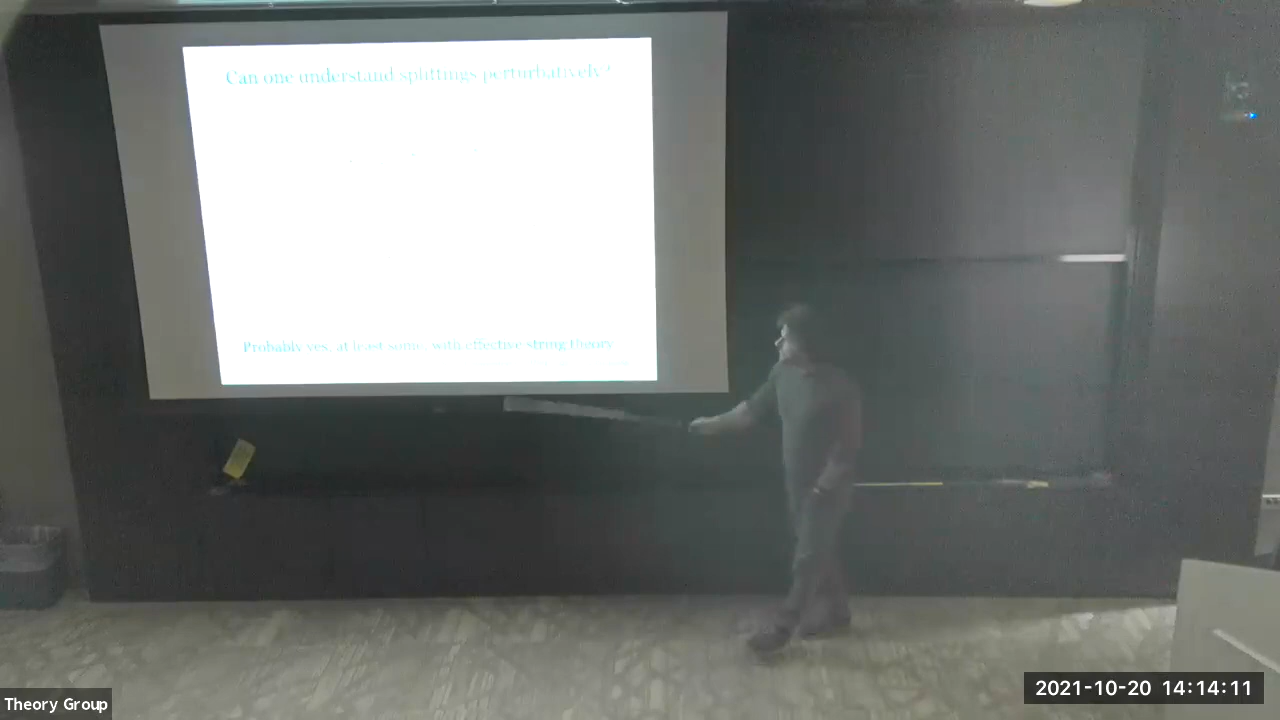 Can one understand splittings perturbatively?
Probably yes, at least some, with effective string theory
Theory Group
2021-10-20 14:14:11